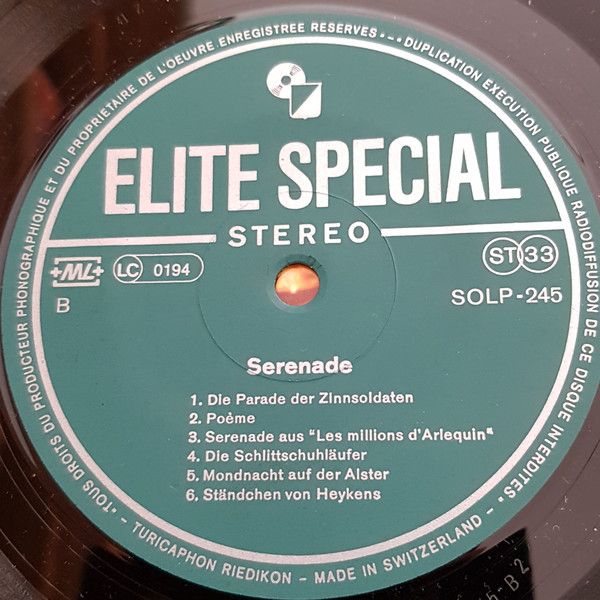 TOUS DROITS DU PRODUCTEUR PHONOGRAPHIQUE ET DU PROPRIETAIRE DE L'OEUVRE ENREGISTREE RESERVES - DUPLICATION EXECUTION PUBLIQUE RADIODIFFUSION DE CE DISQUE INTERDITES
ELITE SPECIAL
STEREO
+ML+ LC 0194
ST 33
B
SOLP-245
Serenade
1. Die Parade der Zinnsoldaten
2. Poème
3. Serenade aus "Les millions d'Arlequin"
4. Die Schlittschuhläufer
5. Mondnacht auf der Alster
6. Ständchen von Heykens
- TURICAPHON RIEDIKON - MADE IN SWITZERLAND -